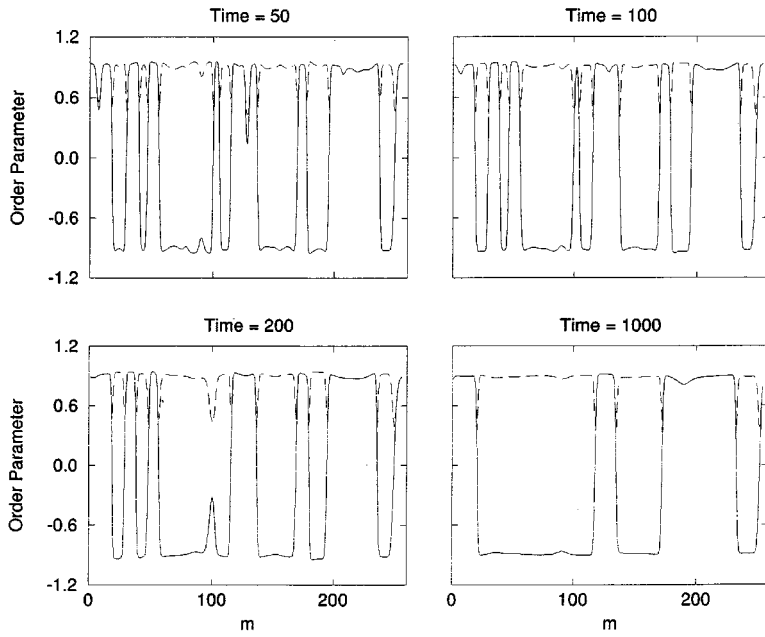 Time = 50
Time = 100
1.2
0.6
0.0
-0.6
-1.2
Order Parameter
Time = 200
Time = 1000
1.2
0.6
0.0
-0.6
-1.2
Order Parameter
0
100
200
0
100
200
m
m